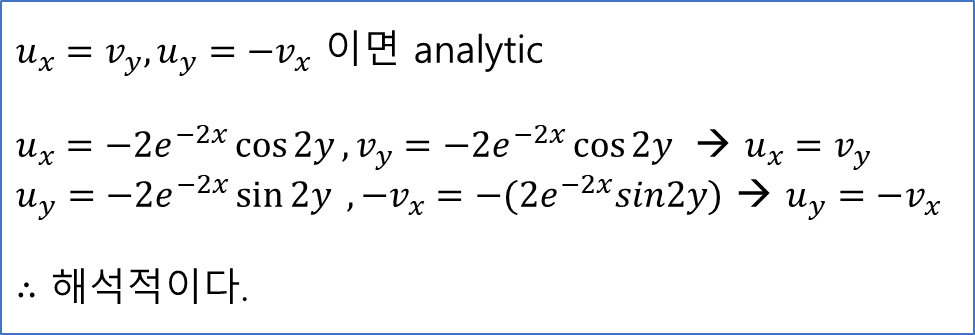 u_x = v_y, u_y = −v_x 이면 analytic
u_x = −2e^{−2x} cos 2y , v_y = −2e^{−2x} cos 2y → u_x = v_y
u_y = −2e^{−2x} sin 2y , −v_x = −(2e^{−2x}sin2y) → u_y = −v_x
∴ 해석적이다.